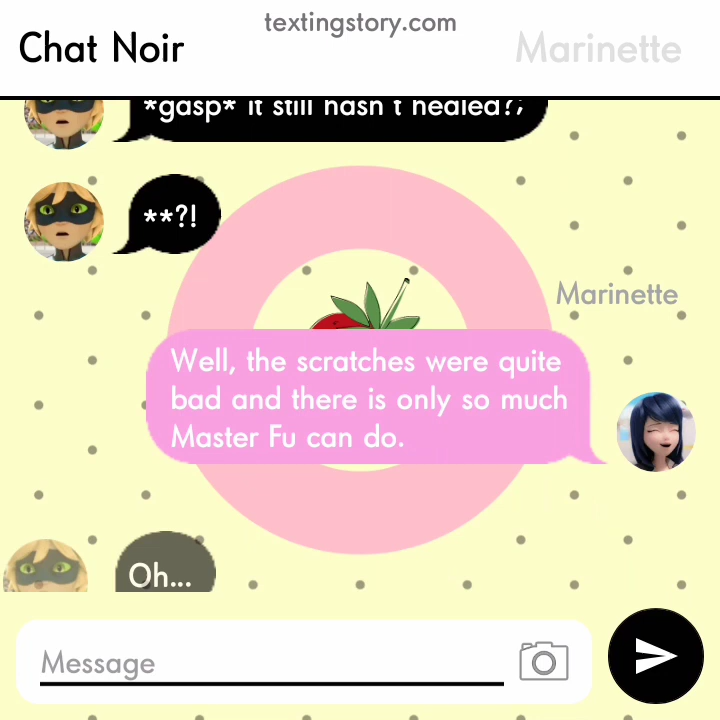 textingstory.com
Chat Noir
Marinette
*gasp* it still hasn't healed?;
**?!
Marinette
Well, the scratches were quite
bad and there is only so much
Master Fu can do.
Oh...
Message